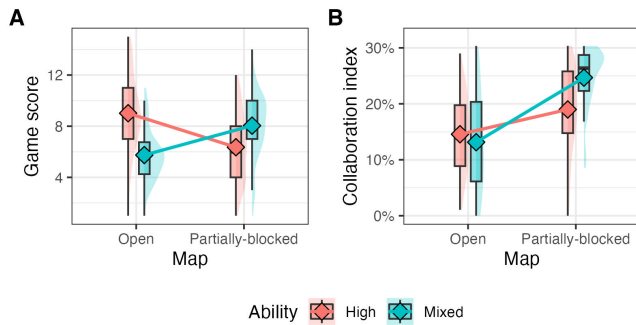 A
Game score
12
8
4
Open Partially-blocked
Map
B
Collaboration index
30%
20%
10%
0%
Open Partially-blocked
Map
Ability High Mixed